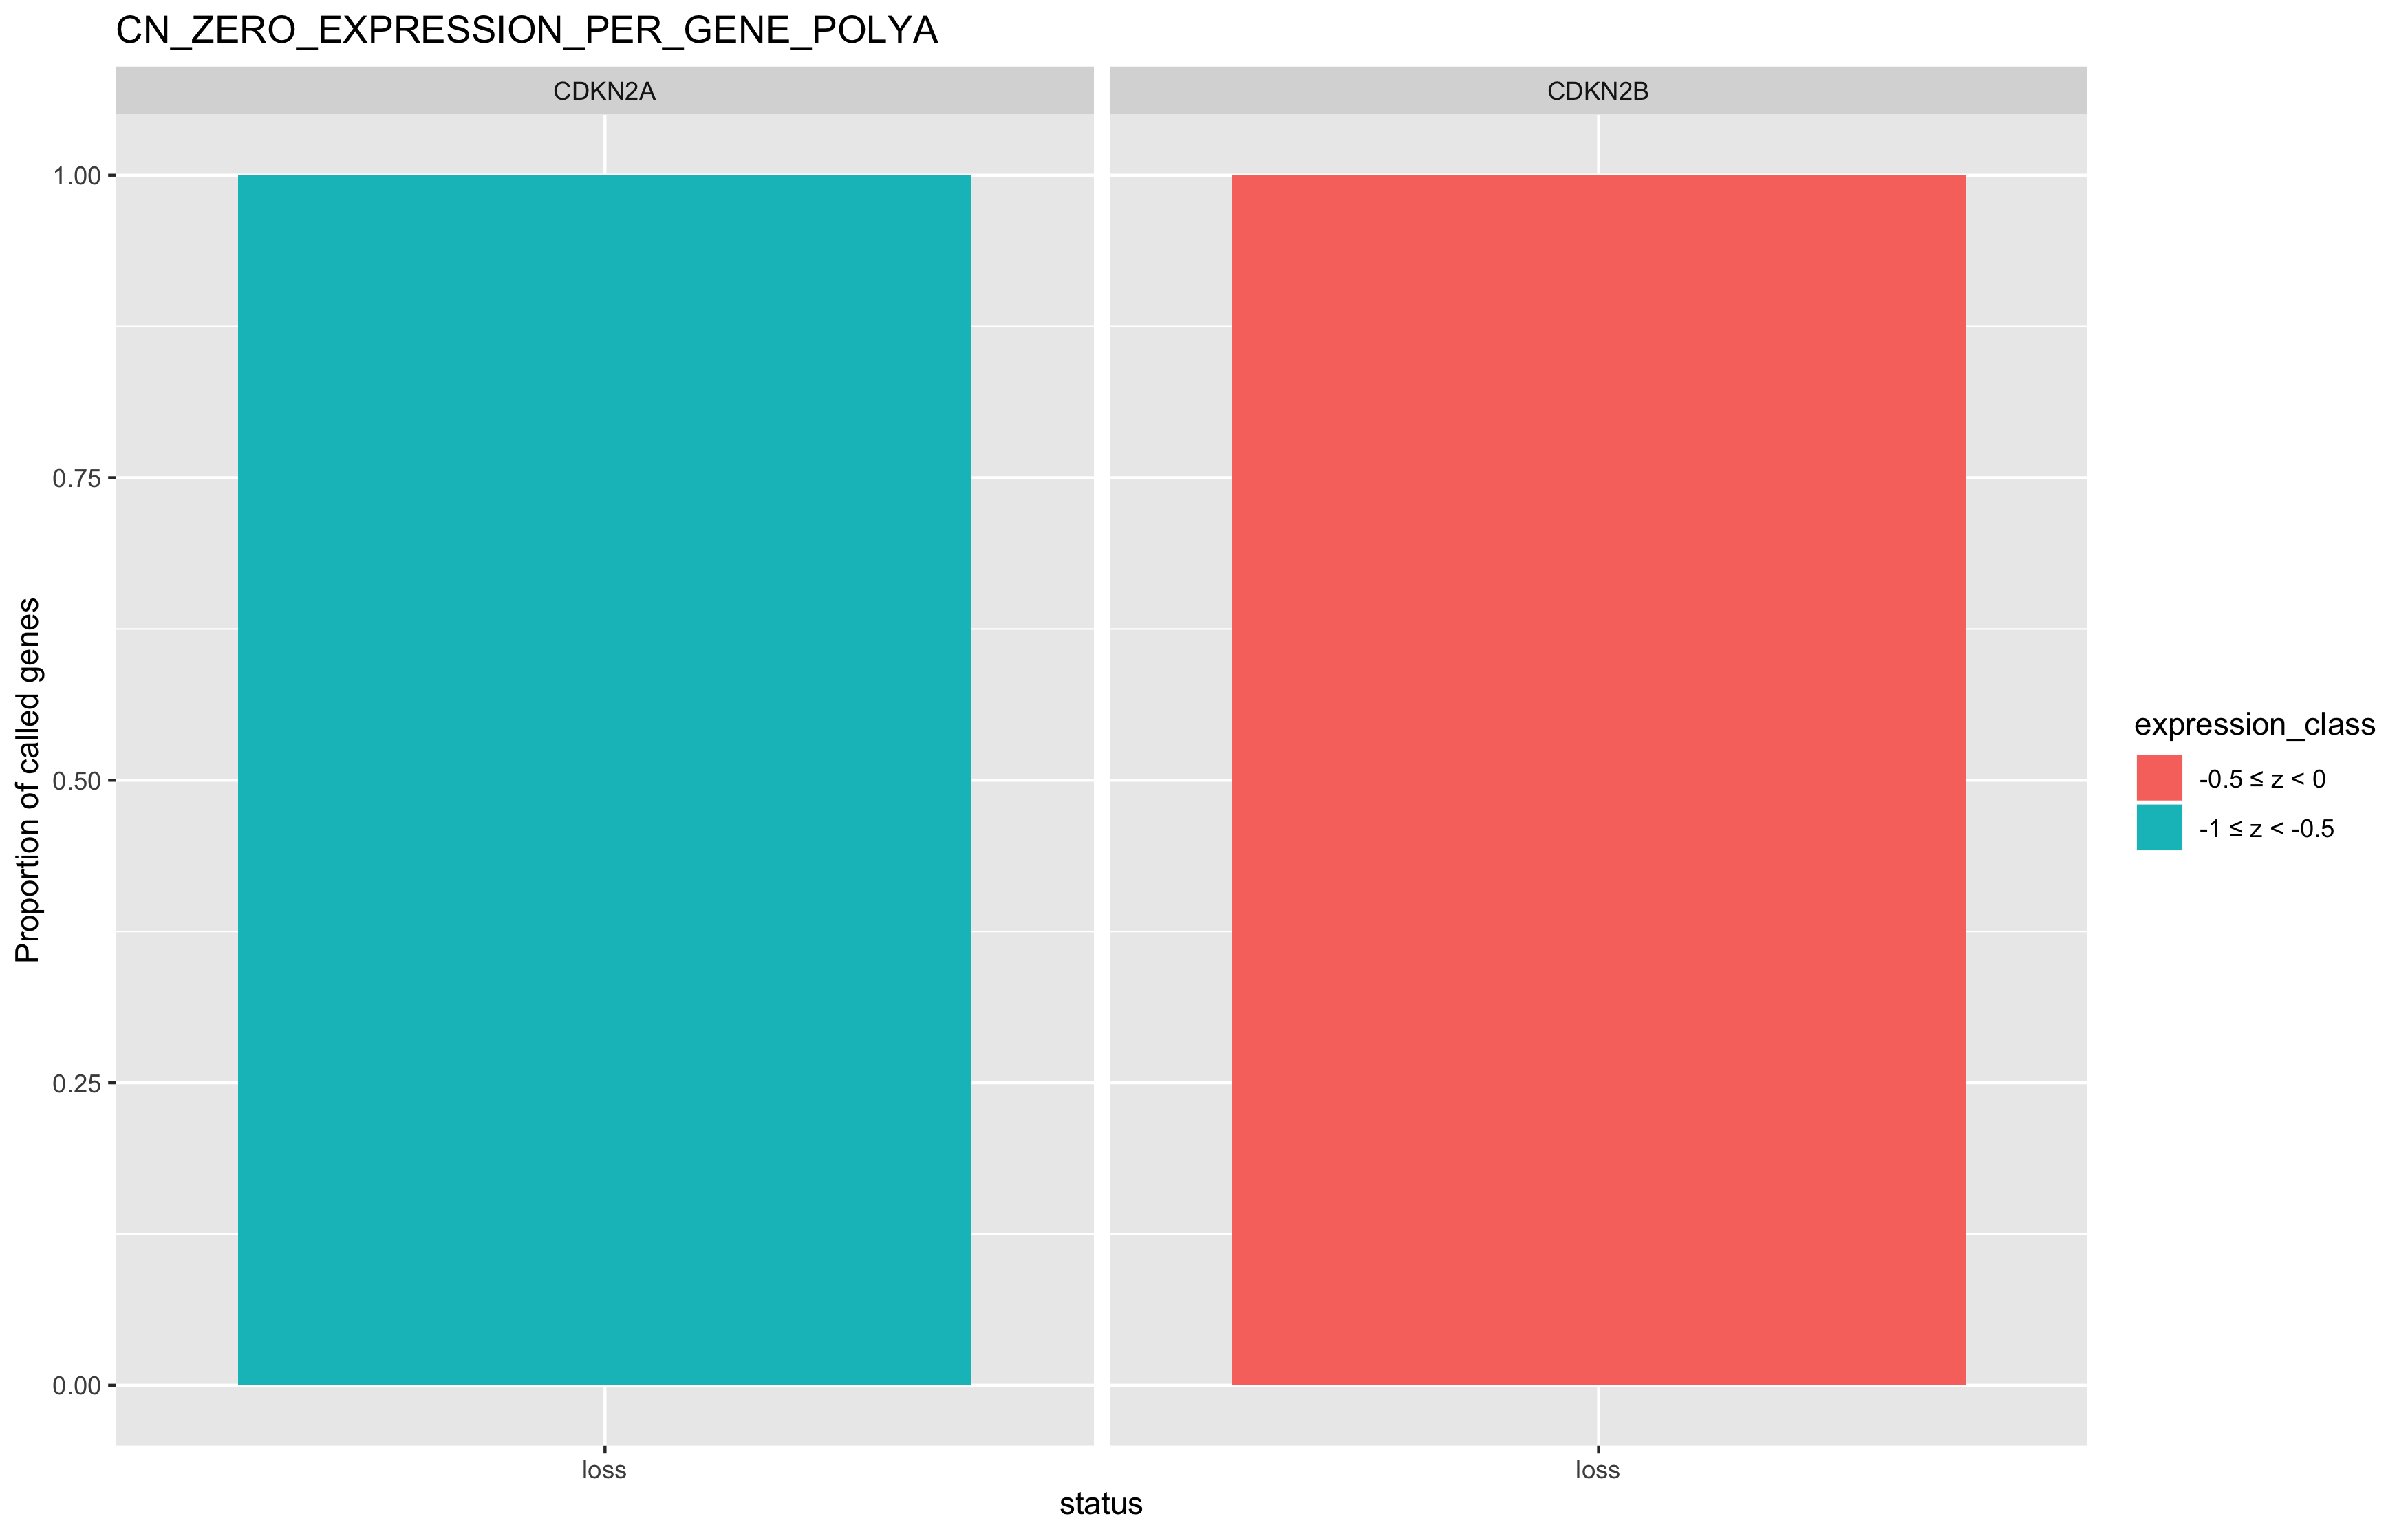 CN_ZERO_EXPRESSION_PER_GENE_POLYA
CDKN2A
CDKN2B
1.00
0.75
0.50
0.25
0.00
Proportion of called genes
loss
loss
status
expression_class
-0.5 ≤ z < 0
-1 ≤ z < -0.5